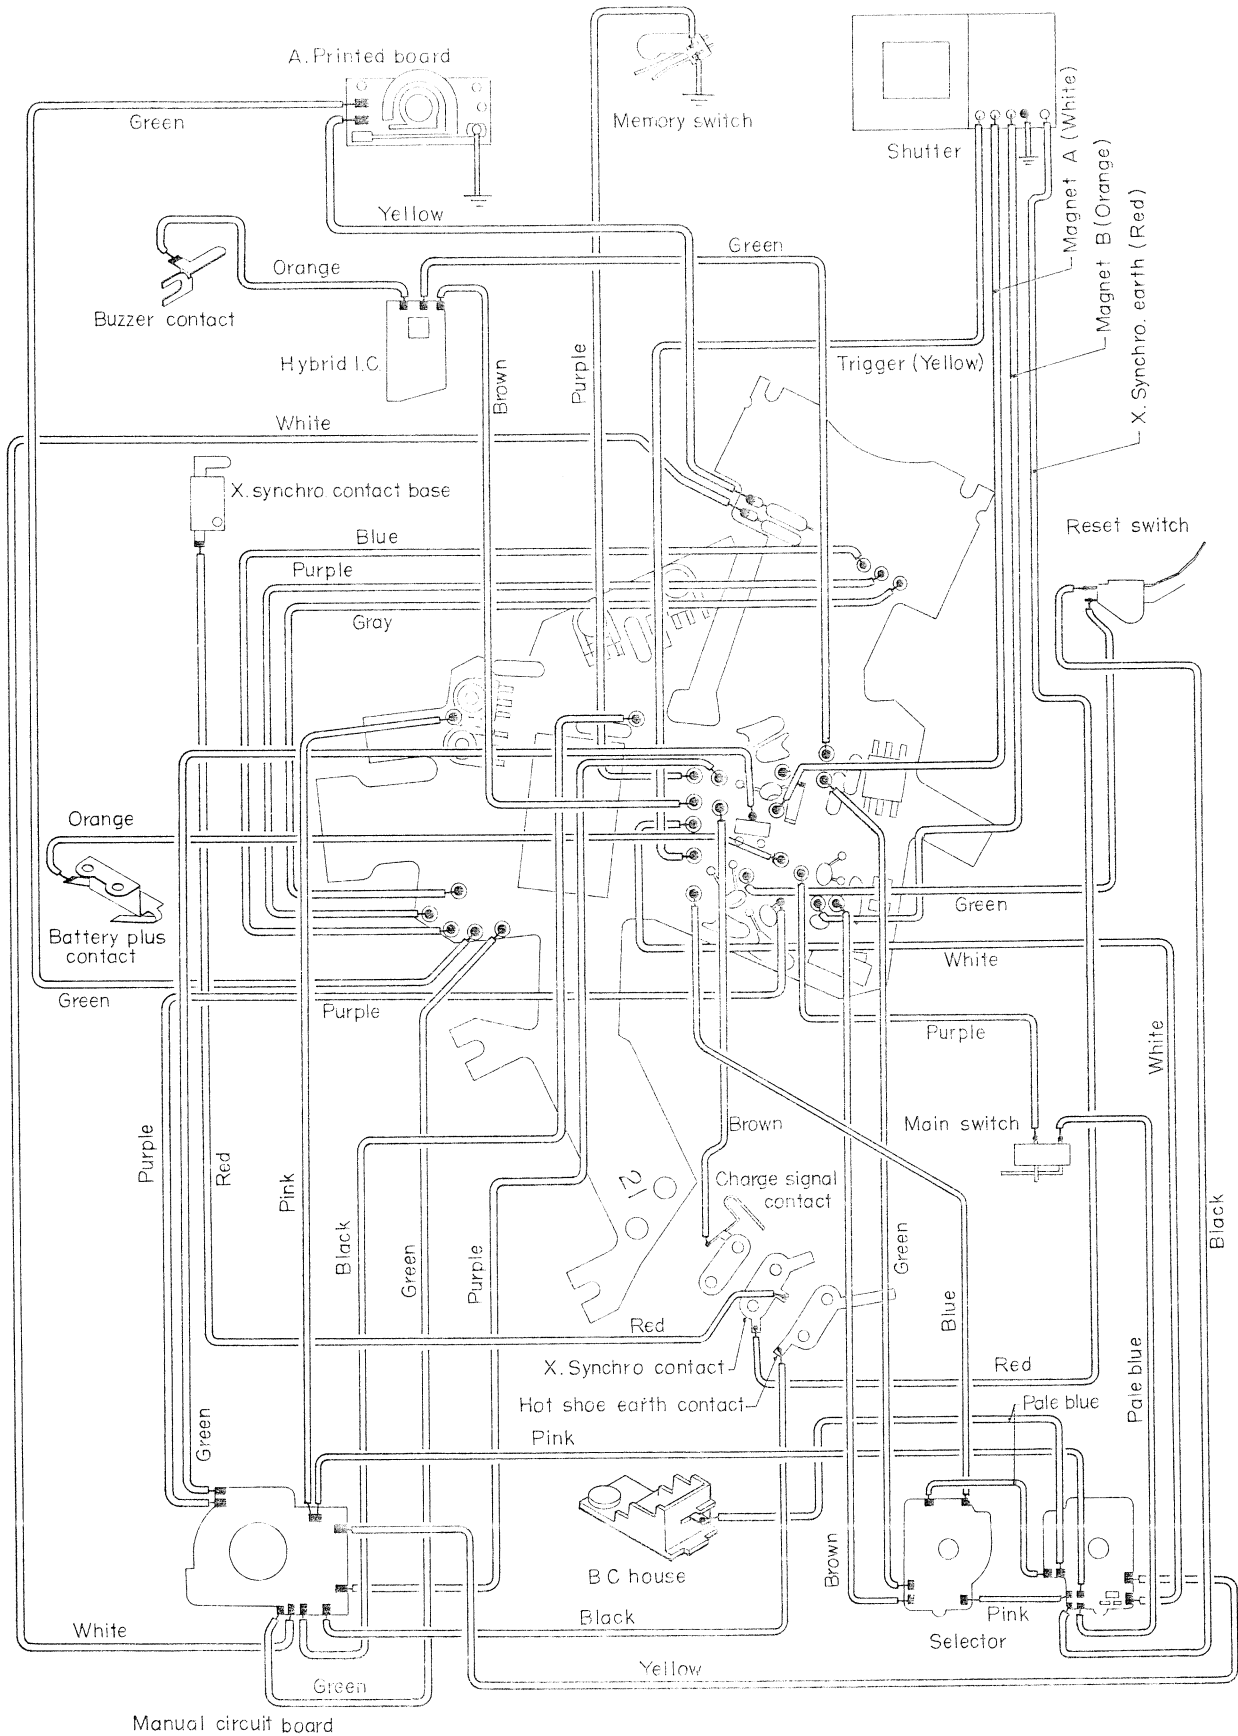 A. Printed board
Green
Memory switch
Shutter
Magnet A (White)
Magnet B (Orange)
X. Synchro. earth (Red)
Yellow
Green
Orange
Buzzer contact
Hybrid I.C.
Brown
Purple
Trigger (Yellow)
White
X. synchro contact base
Reset switch
Blue
Purple
Gray
Orange
Battery plus
contact
Green
Green
White
Purple
Purple
White
Main switch
Brown
Charge signal
contact
Purple
Red
Pink
Black
Green
Purple
21
Green
Blue
Black
Pale blue
Red
X. Synchro contact
Hot shoe earth contact
Red
Pale blue
Green
Pink
B C house
Brown
Black
Pink
Selector
White
Green
Yellow
Manual circuit board